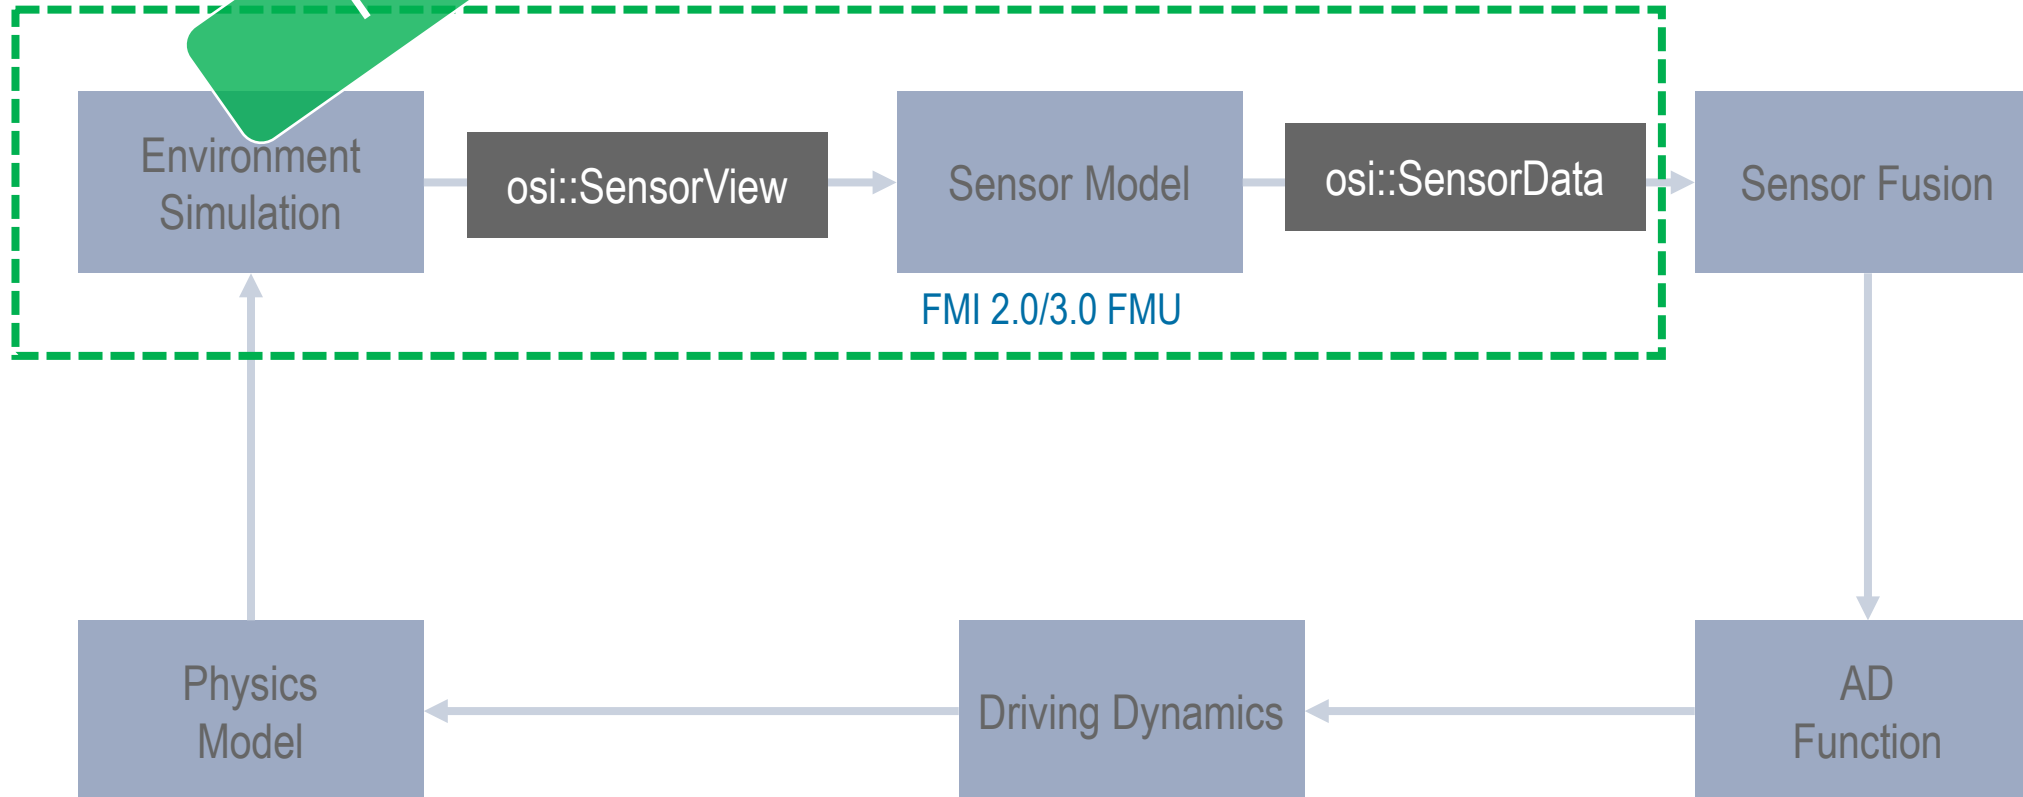 Environment
Simulation
osi::SensorView
Sensor Model
osi::SensorData
Sensor Fusion
FMI 2.0/3.0 FMU
Physics
Model
Driving Dynamics
AD
Function